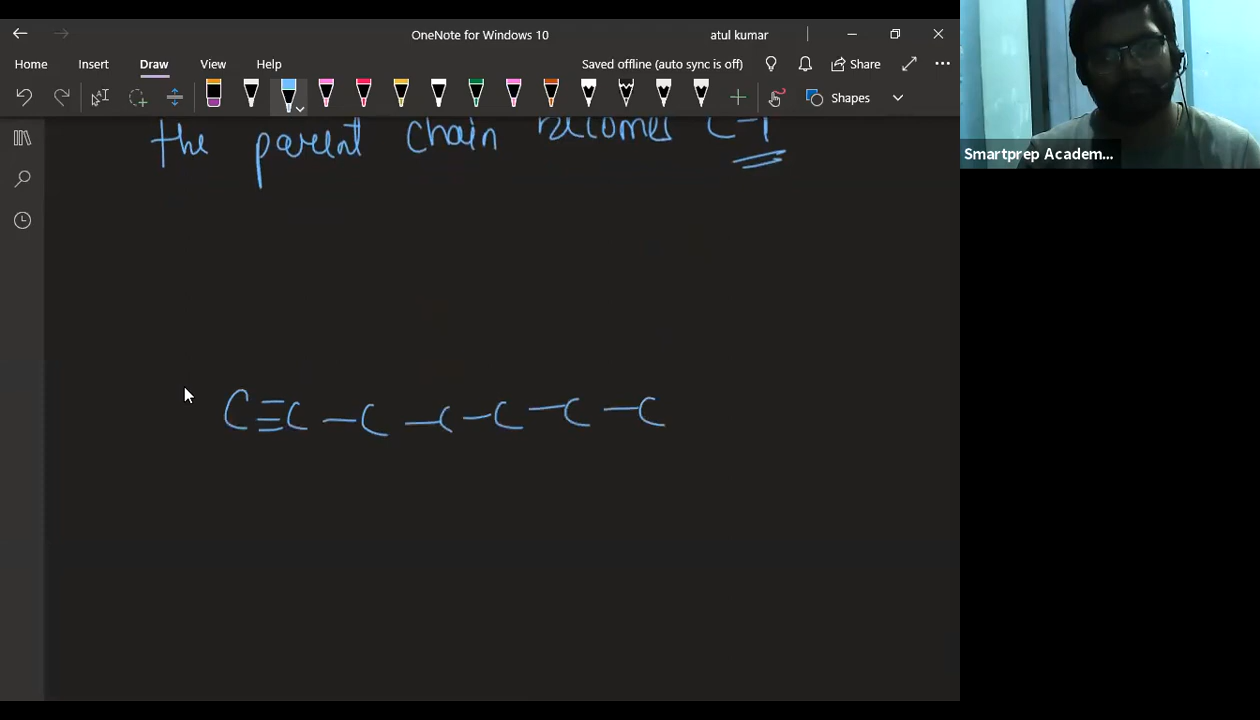 OneNote for Windows 10
atul kumar
Home Insert Draw View Help
Saved offline (auto sync is off)
Share
Shapes
the parent chain becomes C-1
C≡C-C-C-C-C-C
Smartprep Academ...